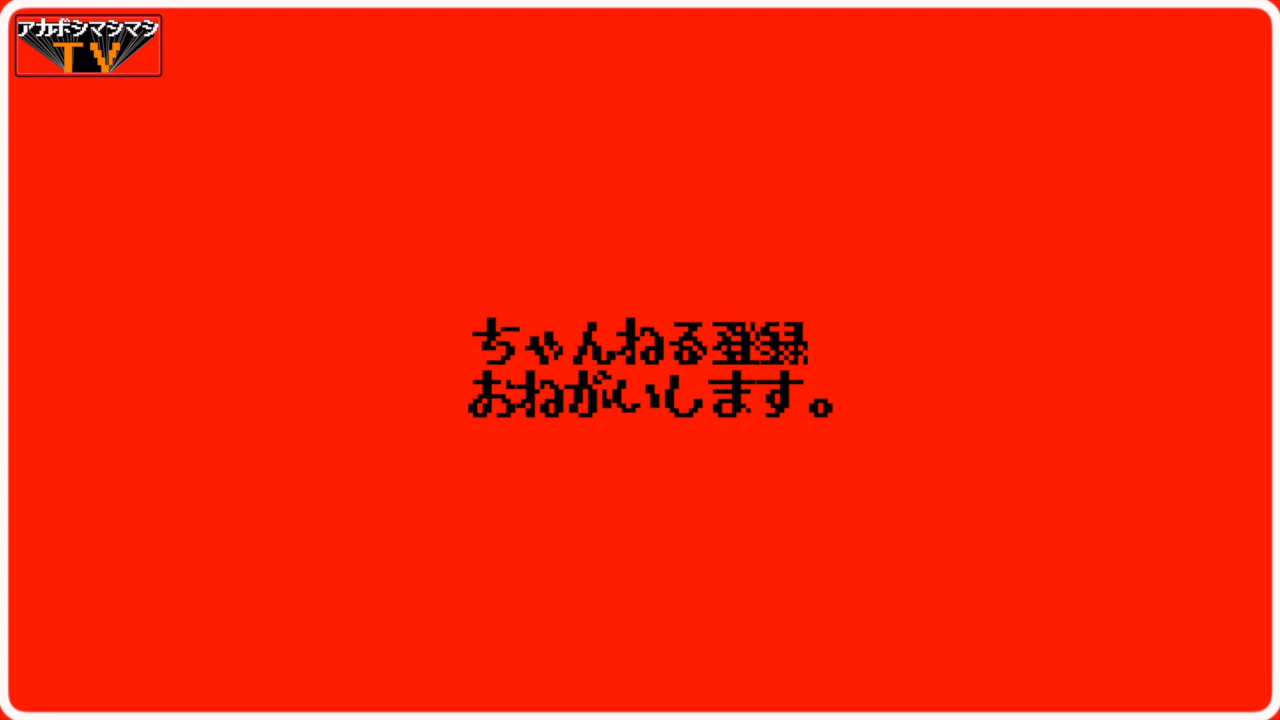 アカボシマシマシ
TV
ちゃんねる登録
おねがいします。